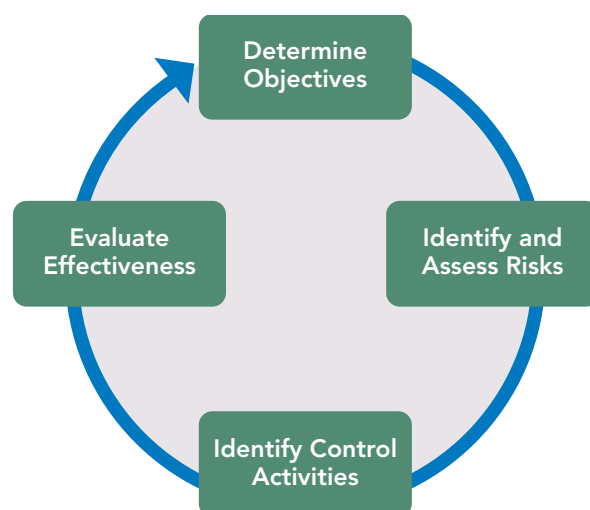 Determine
Objectives
Identify and
Assess Risks
Identify Control
Activities
Evaluate
Effectiveness